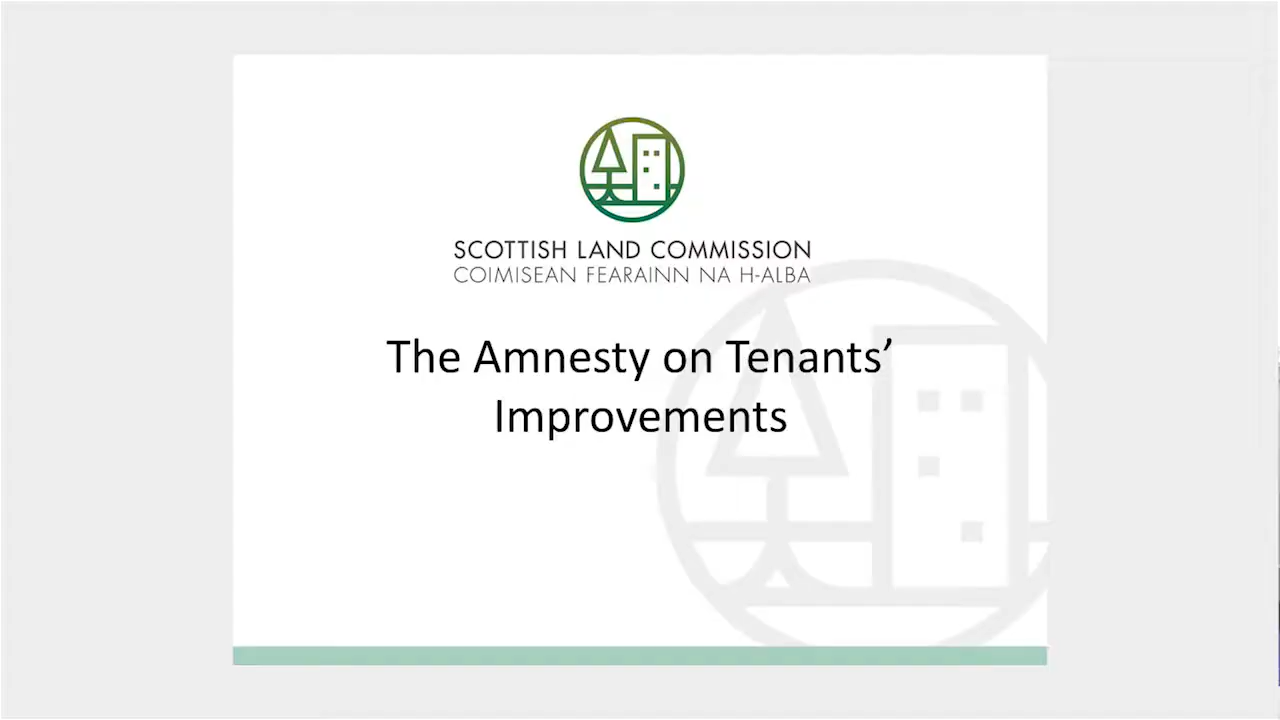 SCOTTISH LAND COMMISSION
COIMISEAN FEARAINN NA H-ALBA
The Amnesty on Tenants’
Improvements